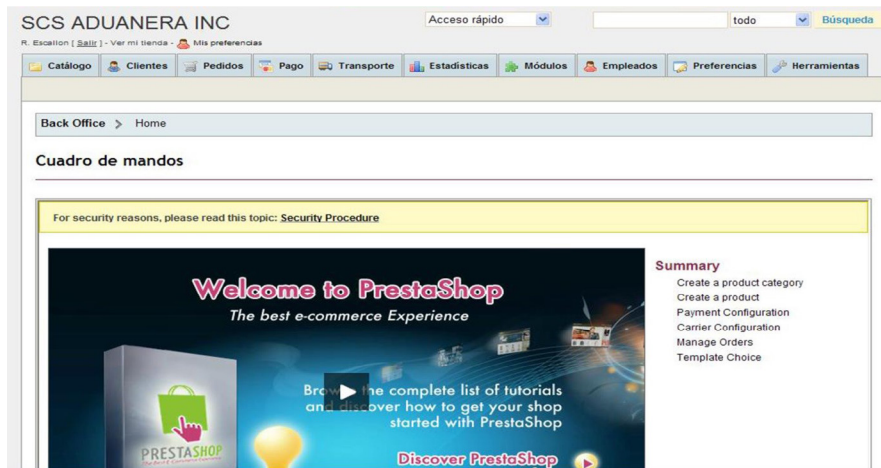 SCS ADUANERA INC
Acceso rápido
todo
Búsqueda
R. Escallon [ Salir ] - Ver mi tienda - Mis preferencias
Catálogo Clientes Pedidos Pago Transporte Estadísticas Módulos Empleados Preferencias Herramientas
Back Office > Home
Cuadro de mandos
For security reasons, please read this topic: Security Procedure
Welcome to PrestaShop
The best e-commerce Experience
Browse the complete list of tutorials
and discover how to get your shop
started with PrestaShop
Discover PrestaShop
PRESTASHOP
Summary
Create a product category
Create a product
Payment Configuration
Carrier Configuration
Manage Orders
Template Choice